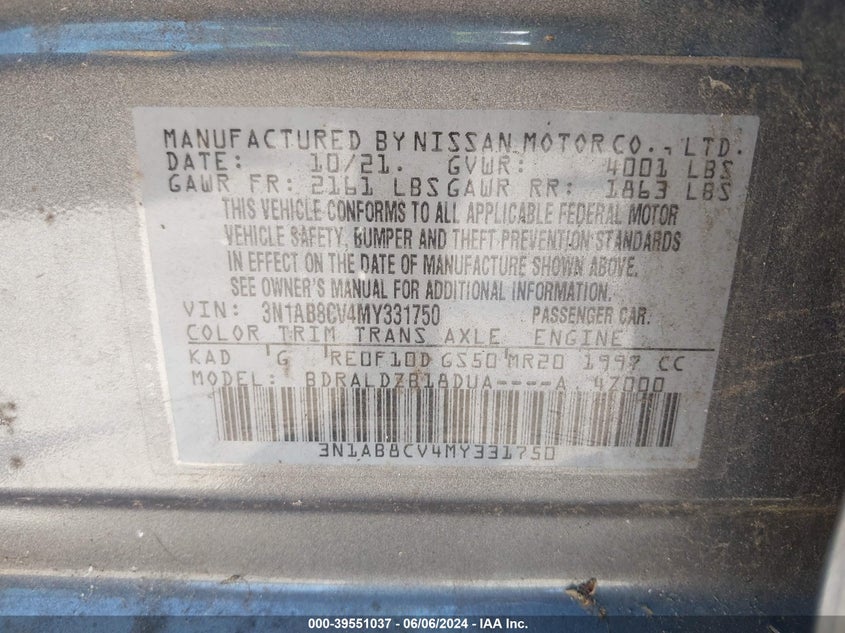 MANUFACTURED BY NISSAN MOTOR CO., LTD.
DATE: 10/21. GVWR: 4001 LBS
GAWR FR: 2161 LBS GAWR RR: 1863 LBS
THIS VEHICLE CONFORMS TO ALL APPLICABLE FEDERAL MOTOR
VEHICLE SAFETY, BUMPER AND THEFT PREVENTION STANDARDS
IN EFFECT ON THE DATE OF MANUFACTURE SHOWN ABOVE.
SEE OWNER'S MANUAL FOR ADDITIONAL INFORMATION.
VIN: 3N1AB8CV4MY331750 PASSENGER CAR.
COLOR TRIM TRANS AXLE ENGINE
KAD G RE0F10D GS50 MR20 1997 CC
MODEL: BDRALDZB18DUA----A 4Z000
3N1AB8CV4MY331750
000-39551037 - 06/06/2024 - IAA Inc.